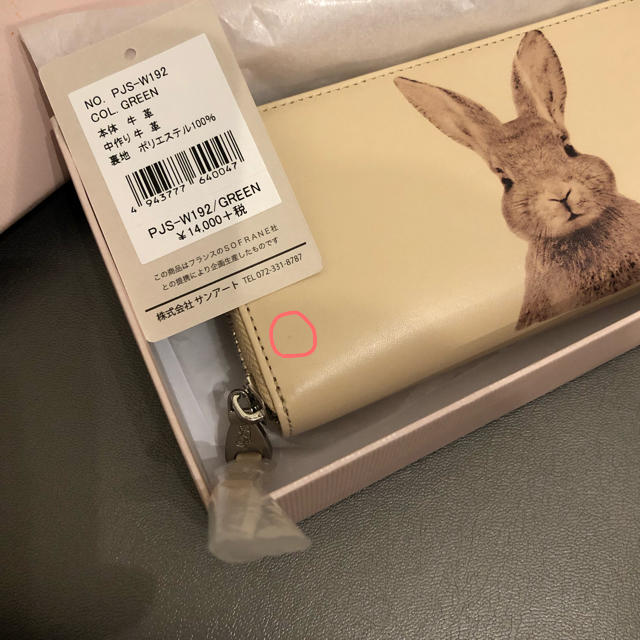 NO. PJS-W192
COL. GREEN
本体 牛 革
中作り 牛 革
裏地 ポリエステル100%
4 943777 640047
PJS-W192/GREEN
¥14,000+税
この商品はフランスのSOFRANE社
との提携により企画生産したものです
株式会社 サンアート TEL 072-331-8787